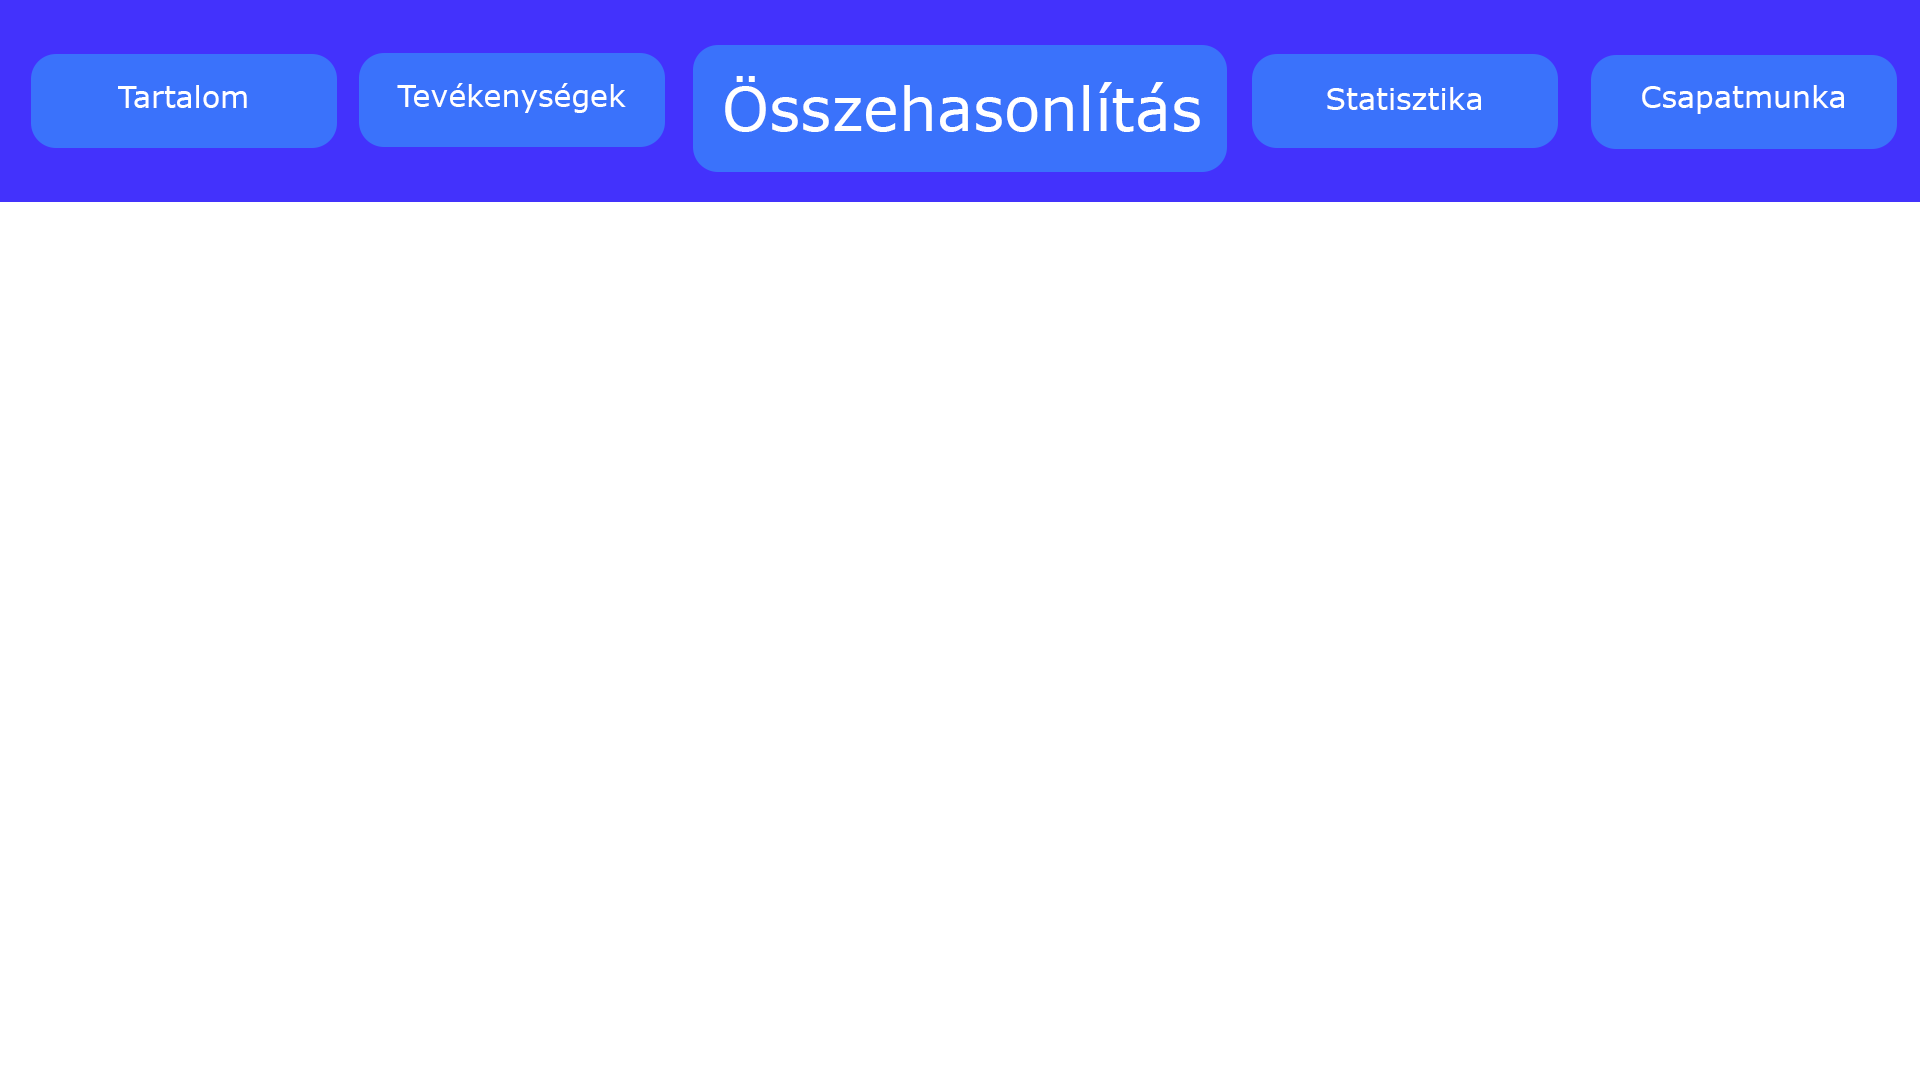 Tartalom
Tevékenységek
Összehasonlítás
Statisztika
Csapatmunka